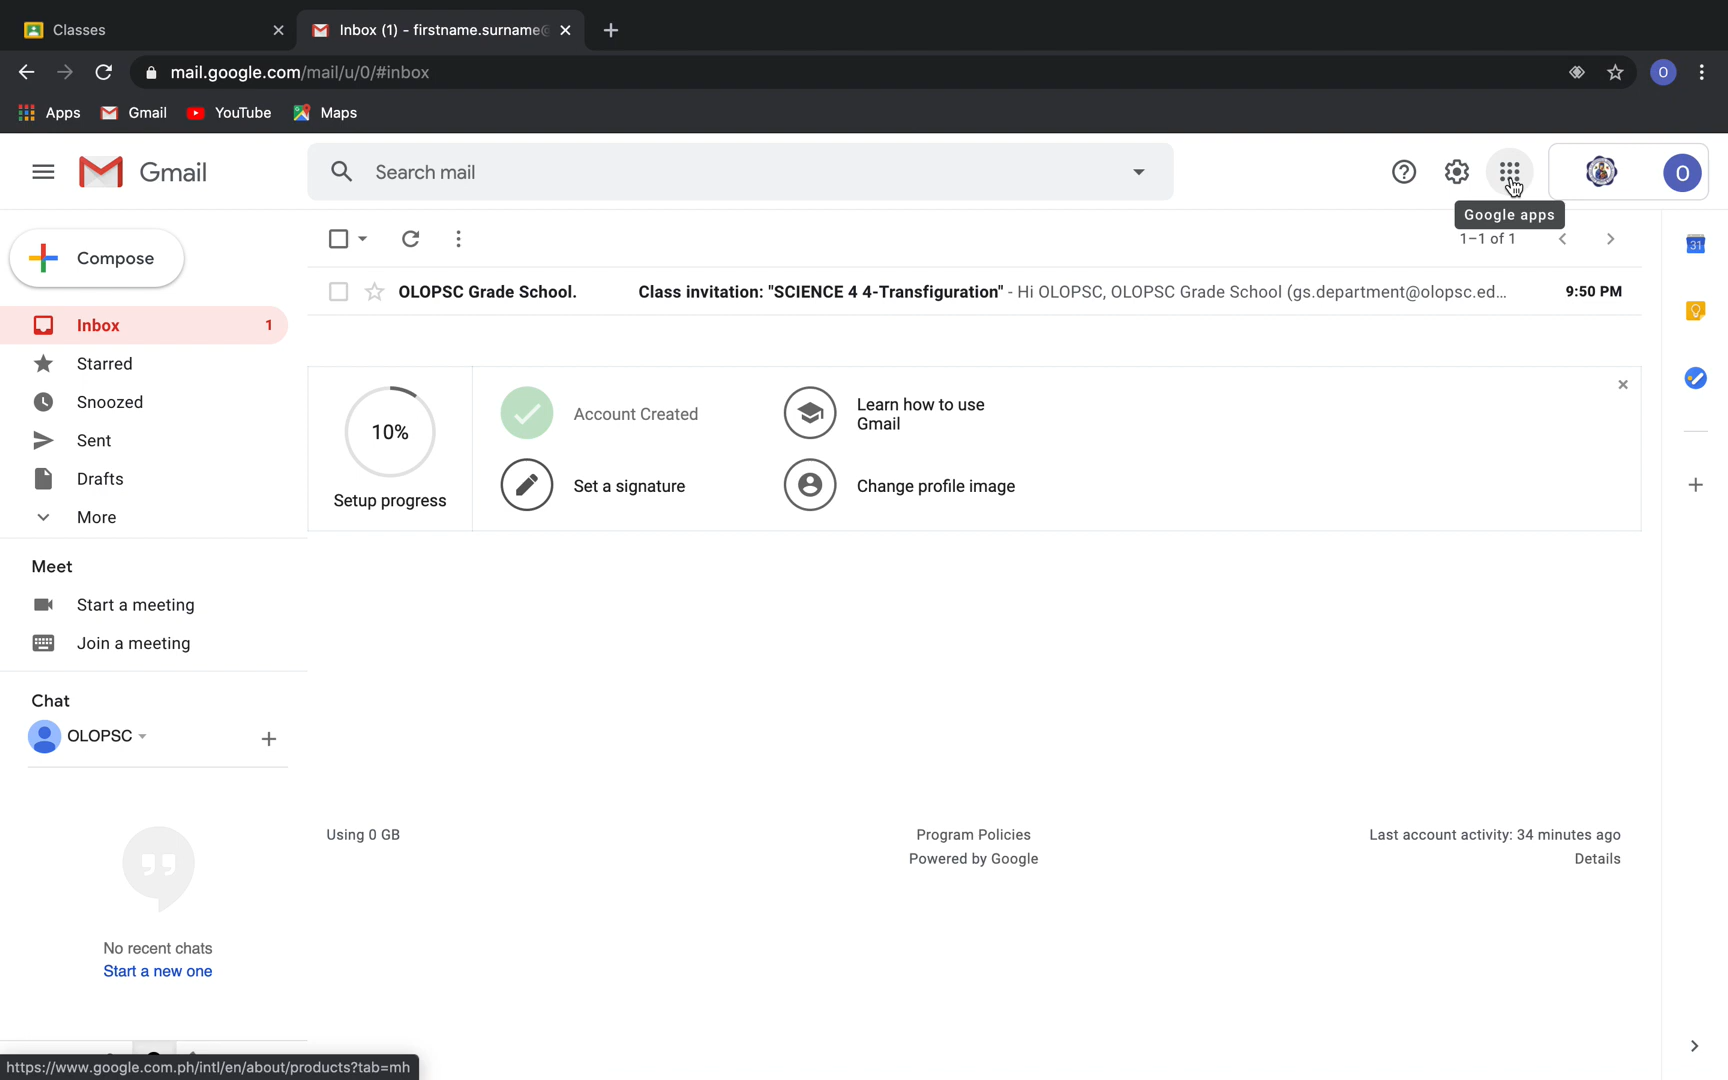 Classes
Inbox (1) - firstname.surname@
mail.google.com/mail/u/0/#inbox
O
Apps
Gmail
YouTube
Maps
Gmail
Search mail
O
Google apps
Compose
1–1 of 1
31
OLOPSC Grade School. Class invitation: "SCIENCE 4 4-Transfiguration" - Hi OLOPSC, OLOPSC Grade School (gs.department@olopsc.ed... 9:50 PM
Inbox 1
Starred
Snoozed
Sent
Drafts
More
10%
Setup progress
Account Created
Learn how to use
Gmail
Set a signature
Change profile image
Meet
Start a meeting
Join a meeting
Chat
OLOPSC
Using 0 GB
Program Policies
Powered by Google
Last account activity: 34 minutes ago
Details
No recent chats
Start a new one
https://www.google.com.ph/intl/en/about/products?tab=mh